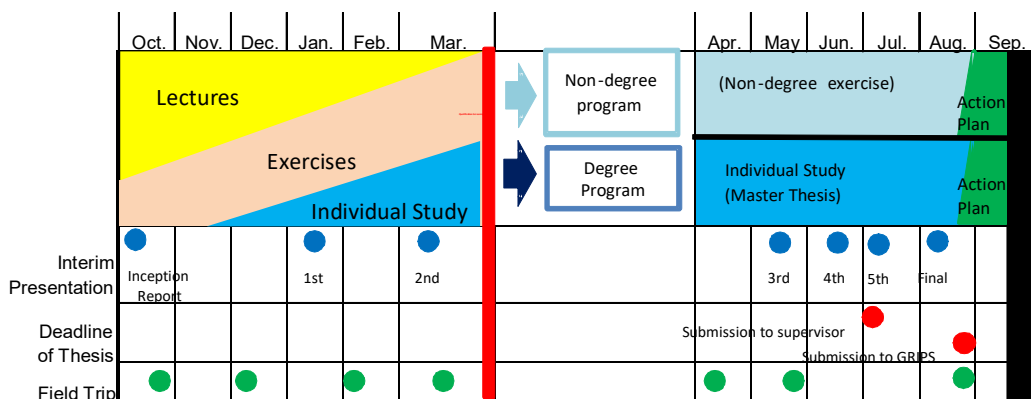 Oct. Nov. Dec. Jan. Feb. Mar. Apr. May Jun. Jul. Aug. Sep.
Lectures
Exercises
Individual Study
Non-degree
program
Degree
Program
(Non-degree exercise)
Action
Plan
Individual Study
(Master Thesis)
Action
Plan
Interim
Presentation
Inception
Report
1st
2nd
3rd
4th
5th
Final
Deadline
of Thesis
Submission to supervisor
Submission to GRIPS
Field Trip